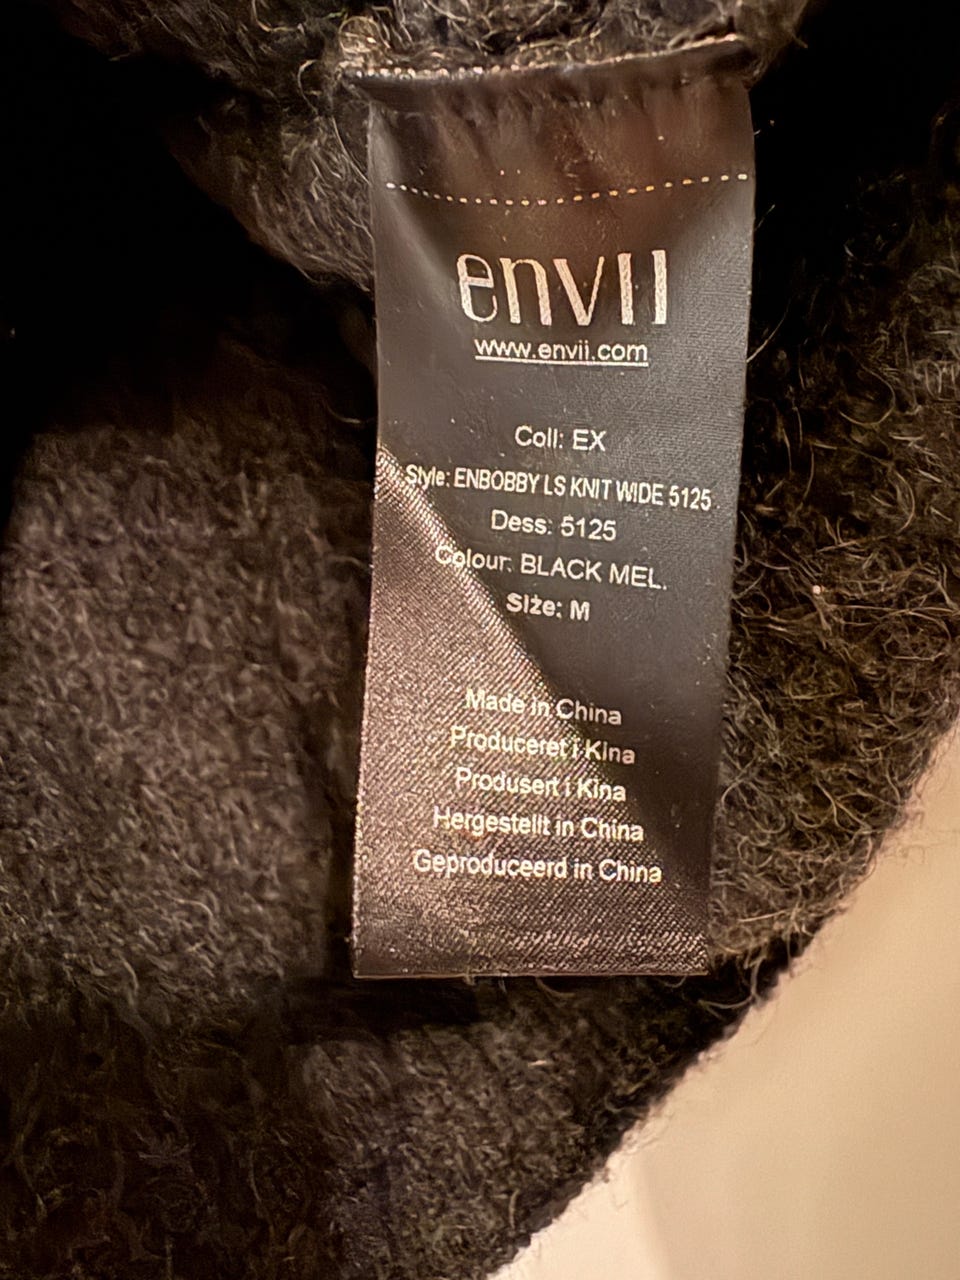 envii
www.envii.com
Coll: EX
Style: ENBOBBY LS KNIT WIDE 5125
Dess: 5125
Colour: BLACK MEL.
Size: M
Made in China
Produceret i Kina
Produsert i Kina
Hergestellt in China
Geproduceerd in China